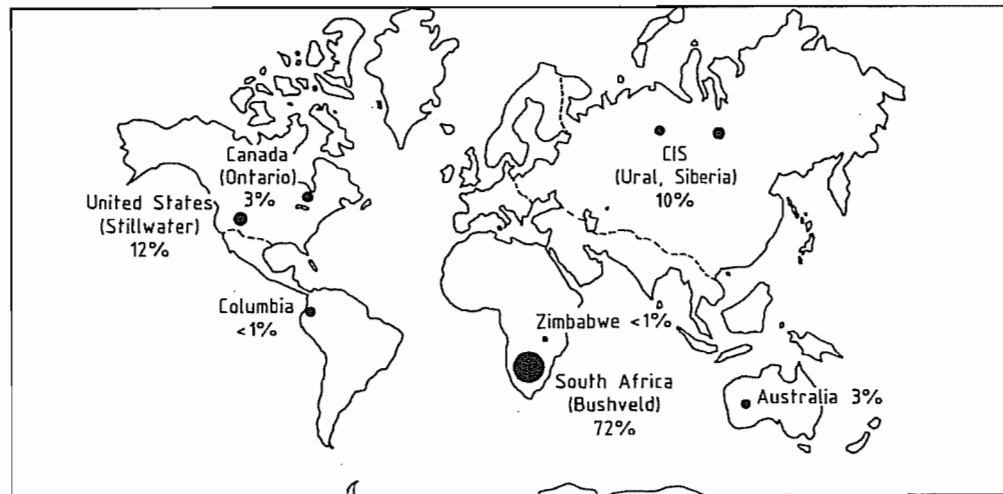 Canada
(Ontario)
3%
United States
(Stillwater)
12%
CIS
(Ural, Siberia)
10%
Columbia
<1%
Zimbabwe <1%
South Africa
(Bushveld)
72%
Australia 3%